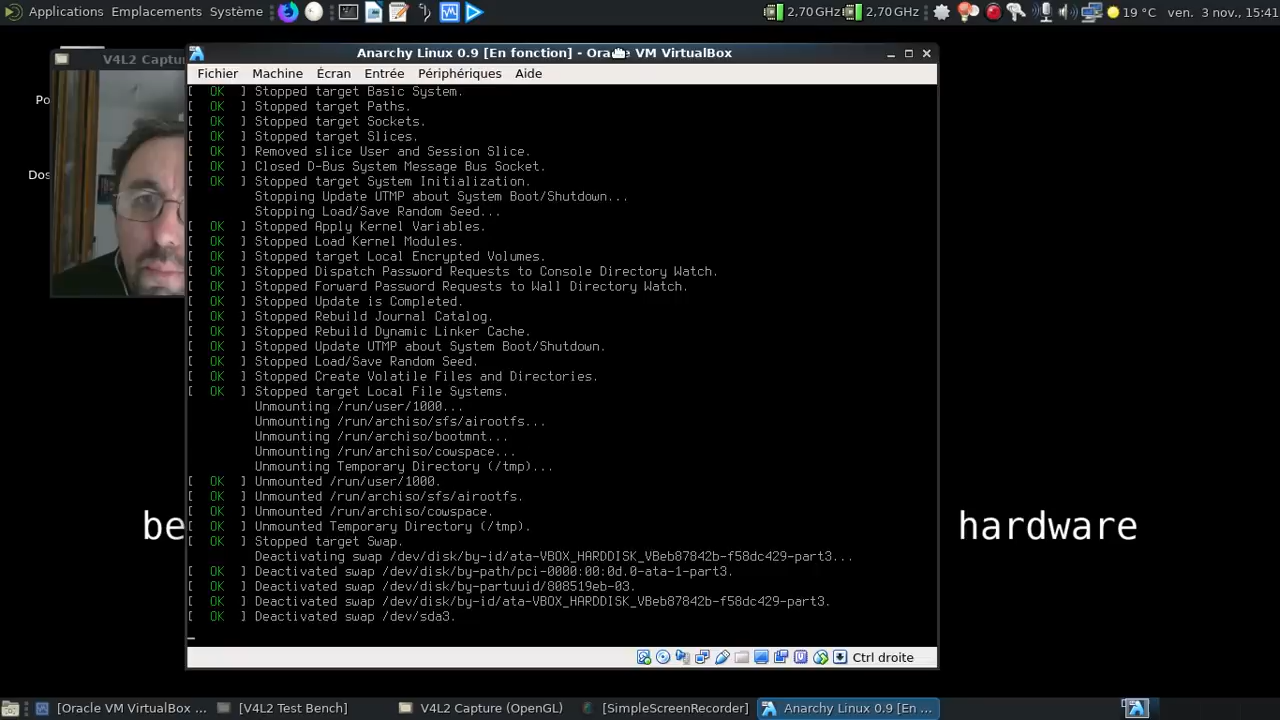 Applications Emplacements Système
2,70 GHz 2,70 GHz 19 °C ven. 3 nov., 15:41
V4L2 Captu
Anarchy Linux 0.9 [En fonction] - Oracle VM VirtualBox
Fichier Machine Écran Entrée Périphériques Aide
Po
Dos
[ OK ] Stopped target Basic System.
[ OK ] Stopped target Paths.
[ OK ] Stopped target Sockets.
[ OK ] Stopped target Slices.
[ OK ] Removed slice User and Session Slice.
[ OK ] Closed D-Bus System Message Bus Socket.
[ OK ] Stopped target System Initialization.
Stopping Update UTMP about System Boot/Shutdown...
Stopping Load/Save Random Seed...
[ OK ] Stopped Apply Kernel Variables.
[ OK ] Stopped Load Kernel Modules.
[ OK ] Stopped target Local Encrypted Volumes.
[ OK ] Stopped Dispatch Password Requests to Console Directory Watch.
[ OK ] Stopped Forward Password Requests to Wall Directory Watch.
[ OK ] Stopped Update is Completed.
[ OK ] Stopped Rebuild Journal Catalog.
[ OK ] Stopped Rebuild Dynamic Linker Cache.
[ OK ] Stopped Update UTMP about System Boot/Shutdown.
[ OK ] Stopped Load/Save Random Seed.
[ OK ] Stopped Create Volatile Files and Directories.
[ OK ] Stopped target Local File Systems.
Unmounting /run/user/1000...
Unmounting /run/archiso/sfs/airootfs...
Unmounting /run/archiso/bootmnt...
Unmounting /run/archiso/cowspace...
Unmounting Temporary Directory (/tmp)...
[ OK ] Unmounted /run/user/1000.
[ OK ] Unmounted /run/archiso/sfs/airootfs.
[ OK ] Unmounted /run/archiso/cowspace.
[ OK ] Unmounted Temporary Directory (/tmp).
[ OK ] Stopped target Swap.
Deactivating swap /dev/disk/by-id/ata-VBOX_HARDDISK_VBeb87842b-f58dc429-part3...
[ OK ] Deactivated swap /dev/disk/by-path/pci-0000:00:0d.0-ata-1-part3.
[ OK ] Deactivated swap /dev/disk/by-partuuid/808519eb-03.
[ OK ] Deactivated swap /dev/disk/by-id/ata-VBOX_HARDDISK_VBeb87842b-f58dc429-part3.
[ OK ] Deactivated swap /dev/sda3.
be hardware
Ctrl droite
[Oracle VM VirtualBox ... [V4L2 Test Bench] V4L2 Capture (OpenGL) [SimpleScreenRecorder] Anarchy Linux 0.9 [En ...